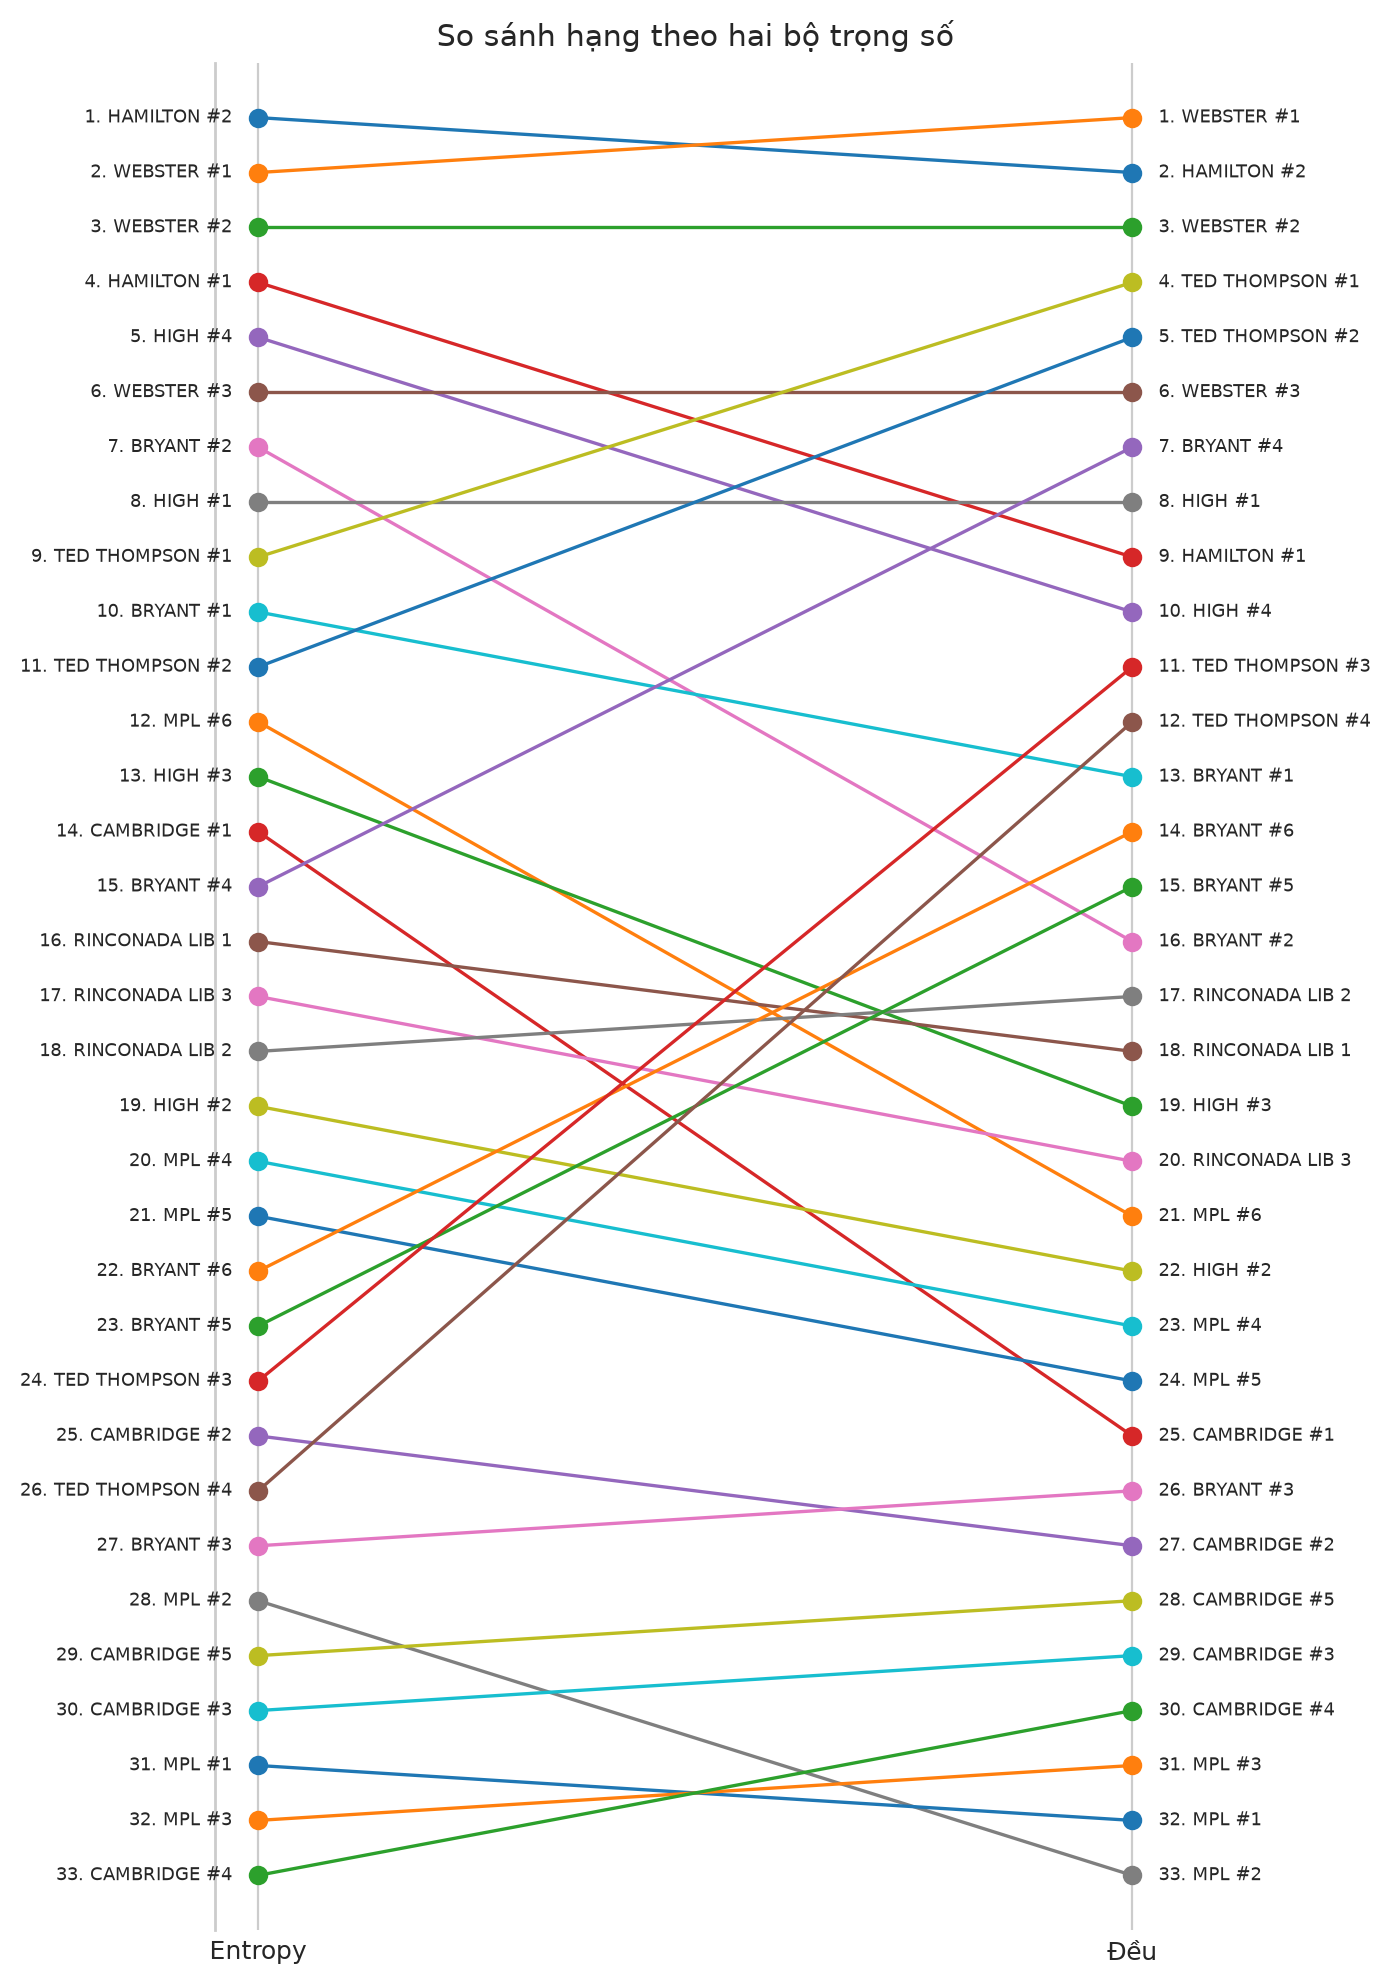 So sánh hạng theo hai bộ trọng số
1. HAMILTON #2
2. WEBSTER #1
3. WEBSTER #2
4. HAMILTON #1
5. HIGH #4
6. WEBSTER #3
7. BRYANT #2
8. HIGH #1
9. TED THOMPSON #1
10. BRYANT #1
11. TED THOMPSON #2
12. MPL #6
13. HIGH #3
14. CAMBRIDGE #1
15. BRYANT #4
16. RINCONADA LIB 1
17. RINCONADA LIB 3
18. RINCONADA LIB 2
19. HIGH #2
20. MPL #4
21. MPL #5
22. BRYANT #6
23. BRYANT #5
24. TED THOMPSON #3
25. CAMBRIDGE #2
26. TED THOMPSON #4
27. BRYANT #3
28. MPL #2
29. CAMBRIDGE #5
30. CAMBRIDGE #3
31. MPL #1
32. MPL #3
33. CAMBRIDGE #4
Entropy
1. WEBSTER #1
2. HAMILTON #2
3. WEBSTER #2
4. TED THOMPSON #1
5. TED THOMPSON #2
6. WEBSTER #3
7. BRYANT #4
8. HIGH #1
9. HAMILTON #1
10. HIGH #4
11. TED THOMPSON #3
12. TED THOMPSON #4
13. BRYANT #1
14. BRYANT #6
15. BRYANT #5
16. BRYANT #2
17. RINCONADA LIB 2
18. RINCONADA LIB 1
19. HIGH #3
20. RINCONADA LIB 3
21. MPL #6
22. HIGH #2
23. MPL #4
24. MPL #5
25. CAMBRIDGE #1
26. BRYANT #3
27. CAMBRIDGE #2
28. CAMBRIDGE #5
29. CAMBRIDGE #3
30. CAMBRIDGE #4
31. MPL #3
32. MPL #1
33. MPL #2
Đều